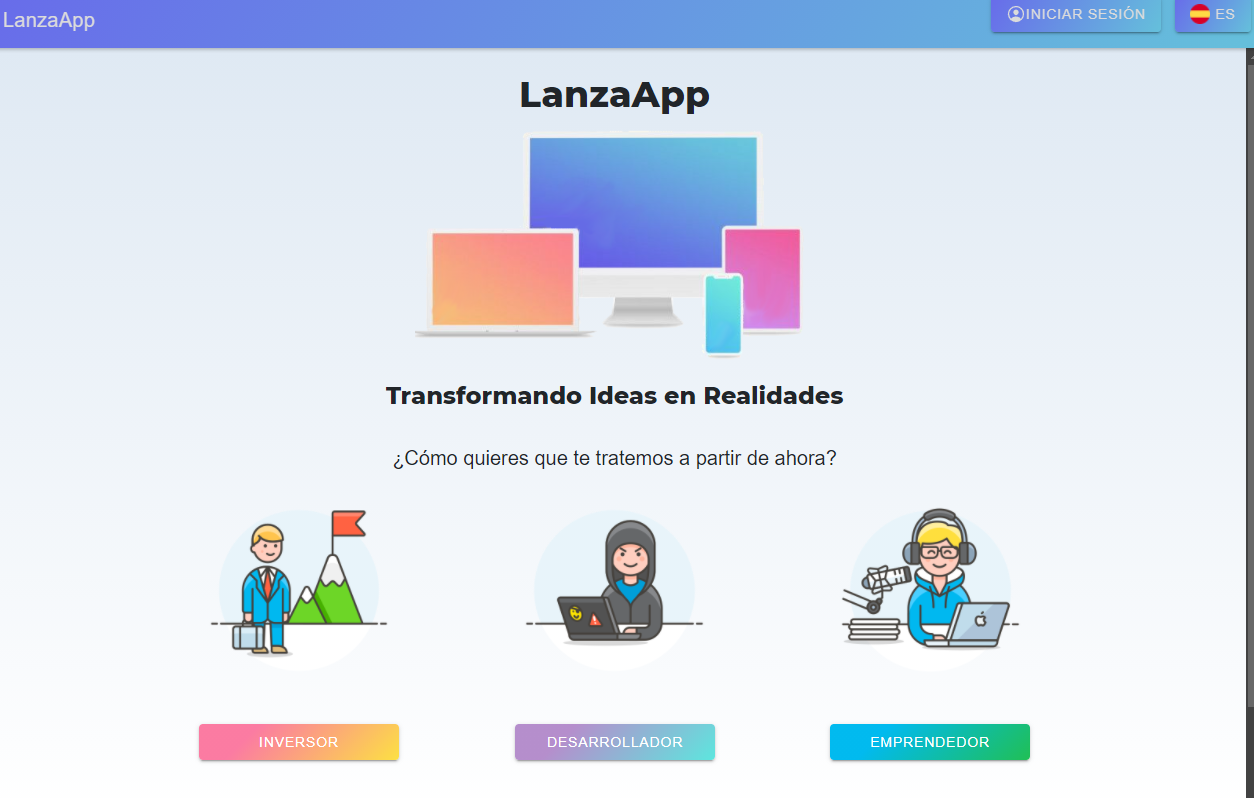 LanzaApp
INICIAR SESIÓN
ES
LanzaApp
Transformando Ideas en Realidades
¿Cómo quieres que te tratemos a partir de ahora?
INVERSOR
DESARROLLADOR
EMPRENDEDOR